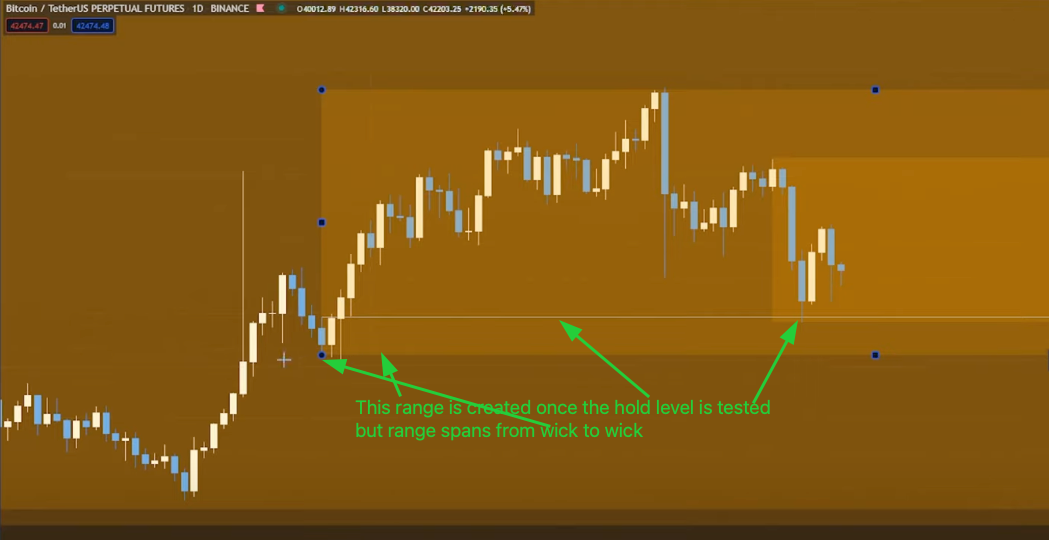 Bitcoin / TetherUS PERPETUAL FUTURES 1D BINANCE O40012.89 H42316.60 L38320.00 C42203.25 +2190.35 (+5.47%)
42474.47 0.01 42474.48
This range is created once the hold level is tested
but range spans from wick to wick